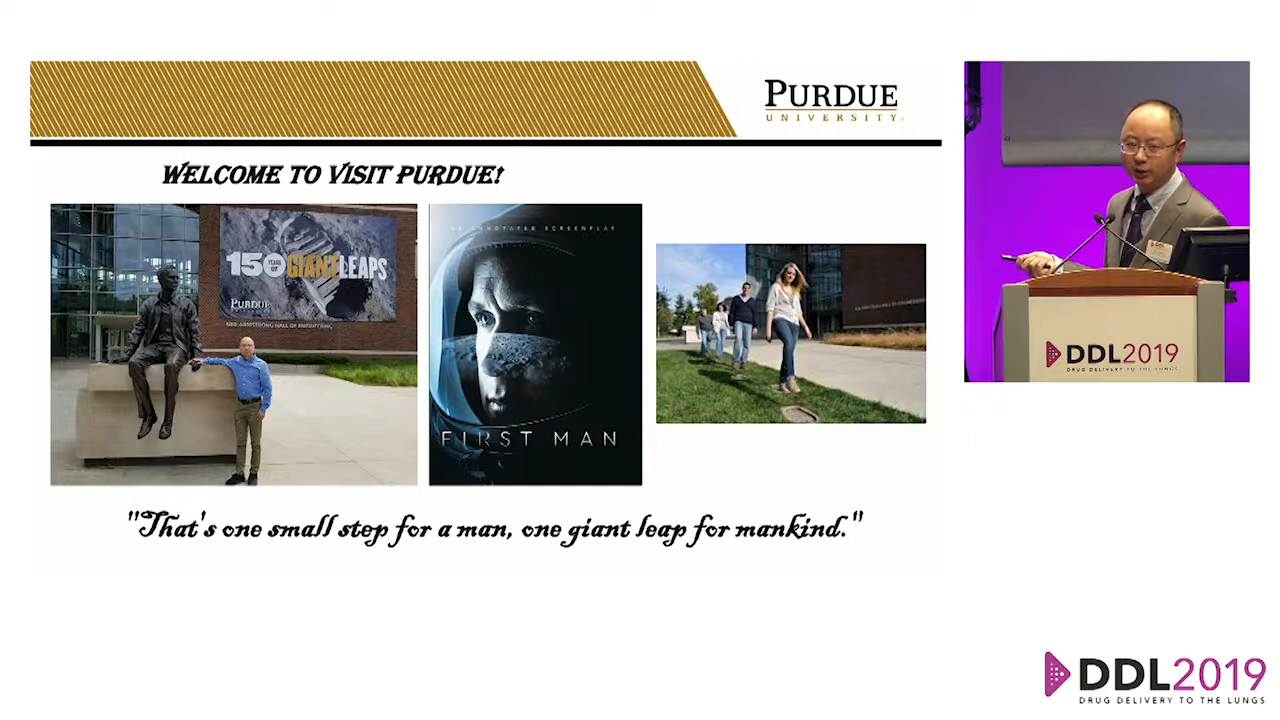 PURDUE
UNIVERSITY
WELCOME TO VISIT PURDUE!
150 YEARS OF GIANT LEAPS
PURDUE
NEIL ARMSTRONG HALL OF ENGINEERING
AN ANNOTATED SCREENPLAY
FIRST MAN
"That's one small step for a man, one giant leap for mankind."
DDL2019
DRUG DELIVERY TO THE LUNGS
DDL2019
DRUG DELIVERY TO THE LUNGS